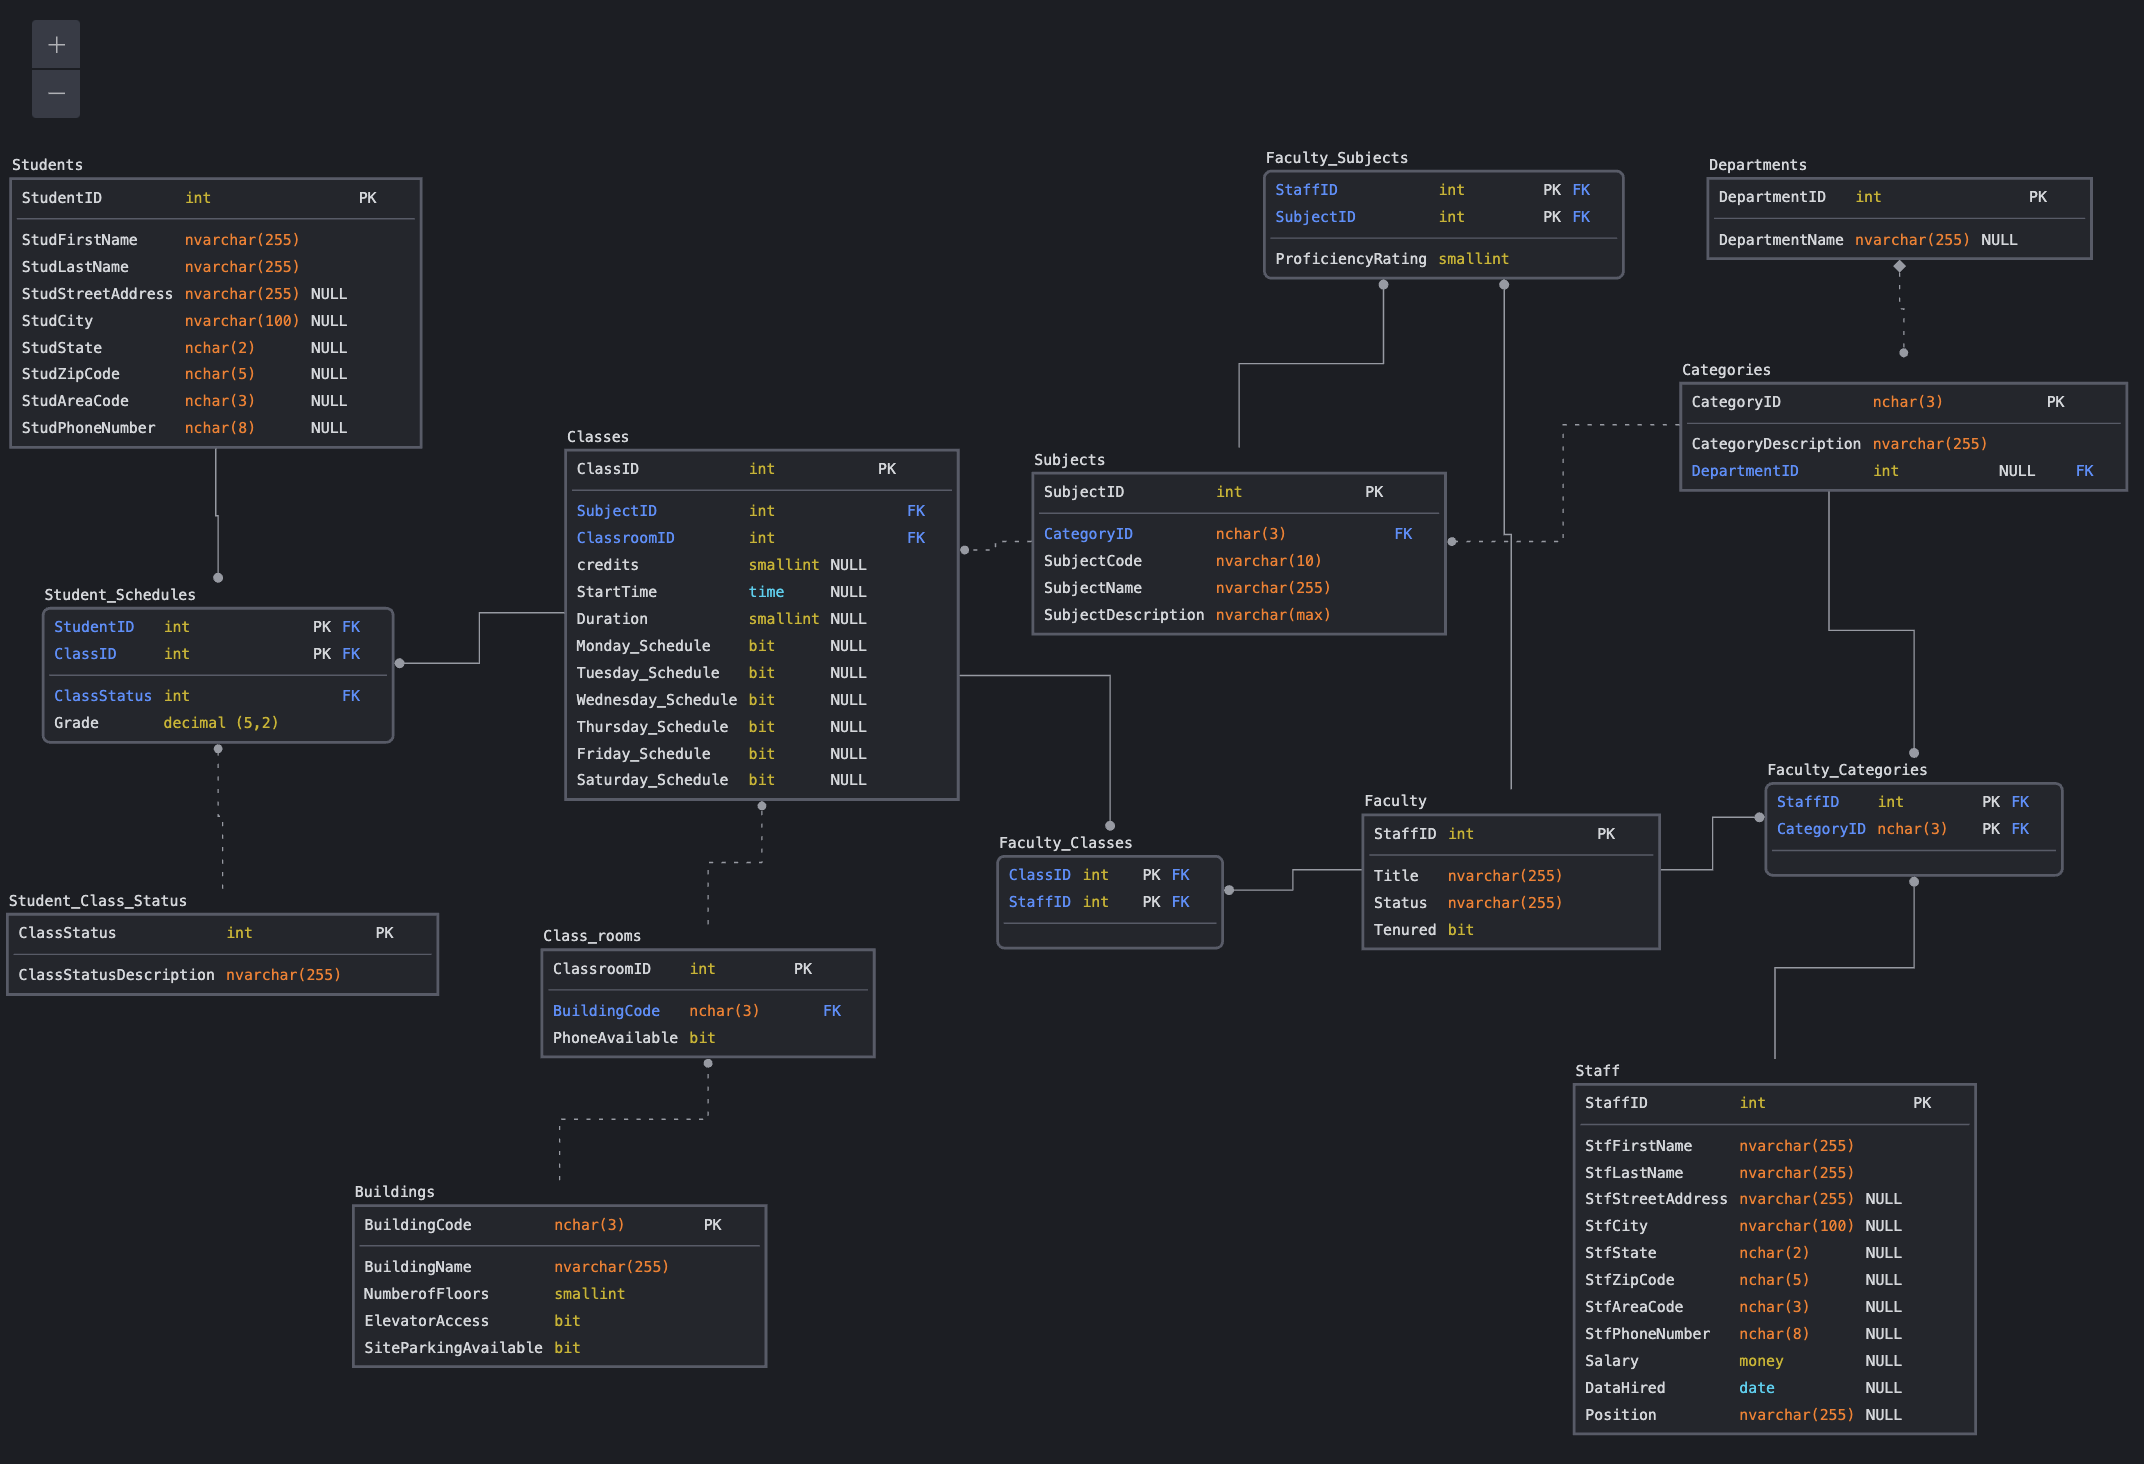 +
−
Students
StudentID int PK
StudFirstName nvarchar(255)
StudLastName nvarchar(255)
StudStreetAddress nvarchar(255) NULL
StudCity nvarchar(100) NULL
StudState nchar(2) NULL
StudZipCode nchar(5) NULL
StudAreaCode nchar(3) NULL
StudPhoneNumber nchar(8) NULL
Faculty_Subjects
StaffID int PK FK
SubjectID int PK FK
ProficiencyRating smallint
Departments
DepartmentID int PK
DepartmentName nvarchar(255) NULL
Categories
CategoryID nchar(3) PK
CategoryDescription nvarchar(255)
DepartmentID int NULL FK
Classes
ClassID int PK
SubjectID int FK
ClassroomID int FK
credits smallint NULL
StartTime time NULL
Duration smallint NULL
Monday_Schedule bit NULL
Tuesday_Schedule bit NULL
Wednesday_Schedule bit NULL
Thursday_Schedule bit NULL
Friday_Schedule bit NULL
Saturday_Schedule bit NULL
Subjects
SubjectID int PK
CategoryID nchar(3) FK
SubjectCode nvarchar(10)
SubjectName nvarchar(255)
SubjectDescription nvarchar(max)
Student_Schedules
StudentID int PK FK
ClassID int PK FK
ClassStatus int FK
Grade decimal (5,2)
Faculty_Categories
StaffID int PK FK
CategoryID nchar(3) PK FK
Faculty
StaffID int PK
Title nvarchar(255)
Status nvarchar(255)
Tenured bit
Faculty_Classes
ClassID int PK FK
StaffID int PK FK
Student_Class_Status
ClassStatus int PK
ClassStatusDescription nvarchar(255)
Class_rooms
ClassroomID int PK
BuildingCode nchar(3) FK
PhoneAvailable bit
Staff
StaffID int PK
StfFirstName nvarchar(255)
StfLastName nvarchar(255)
StfStreetAddress nvarchar(255) NULL
StfCity nvarchar(100) NULL
StfState nchar(2) NULL
StfZipCode nchar(5) NULL
StfAreaCode nchar(3) NULL
StfPhoneNumber nchar(8) NULL
Salary money NULL
DataHired date NULL
Position nvarchar(255) NULL
Buildings
BuildingCode nchar(3) PK
BuildingName nvarchar(255)
NumberofFloors smallint
ElevatorAccess bit
SiteParkingAvailable bit